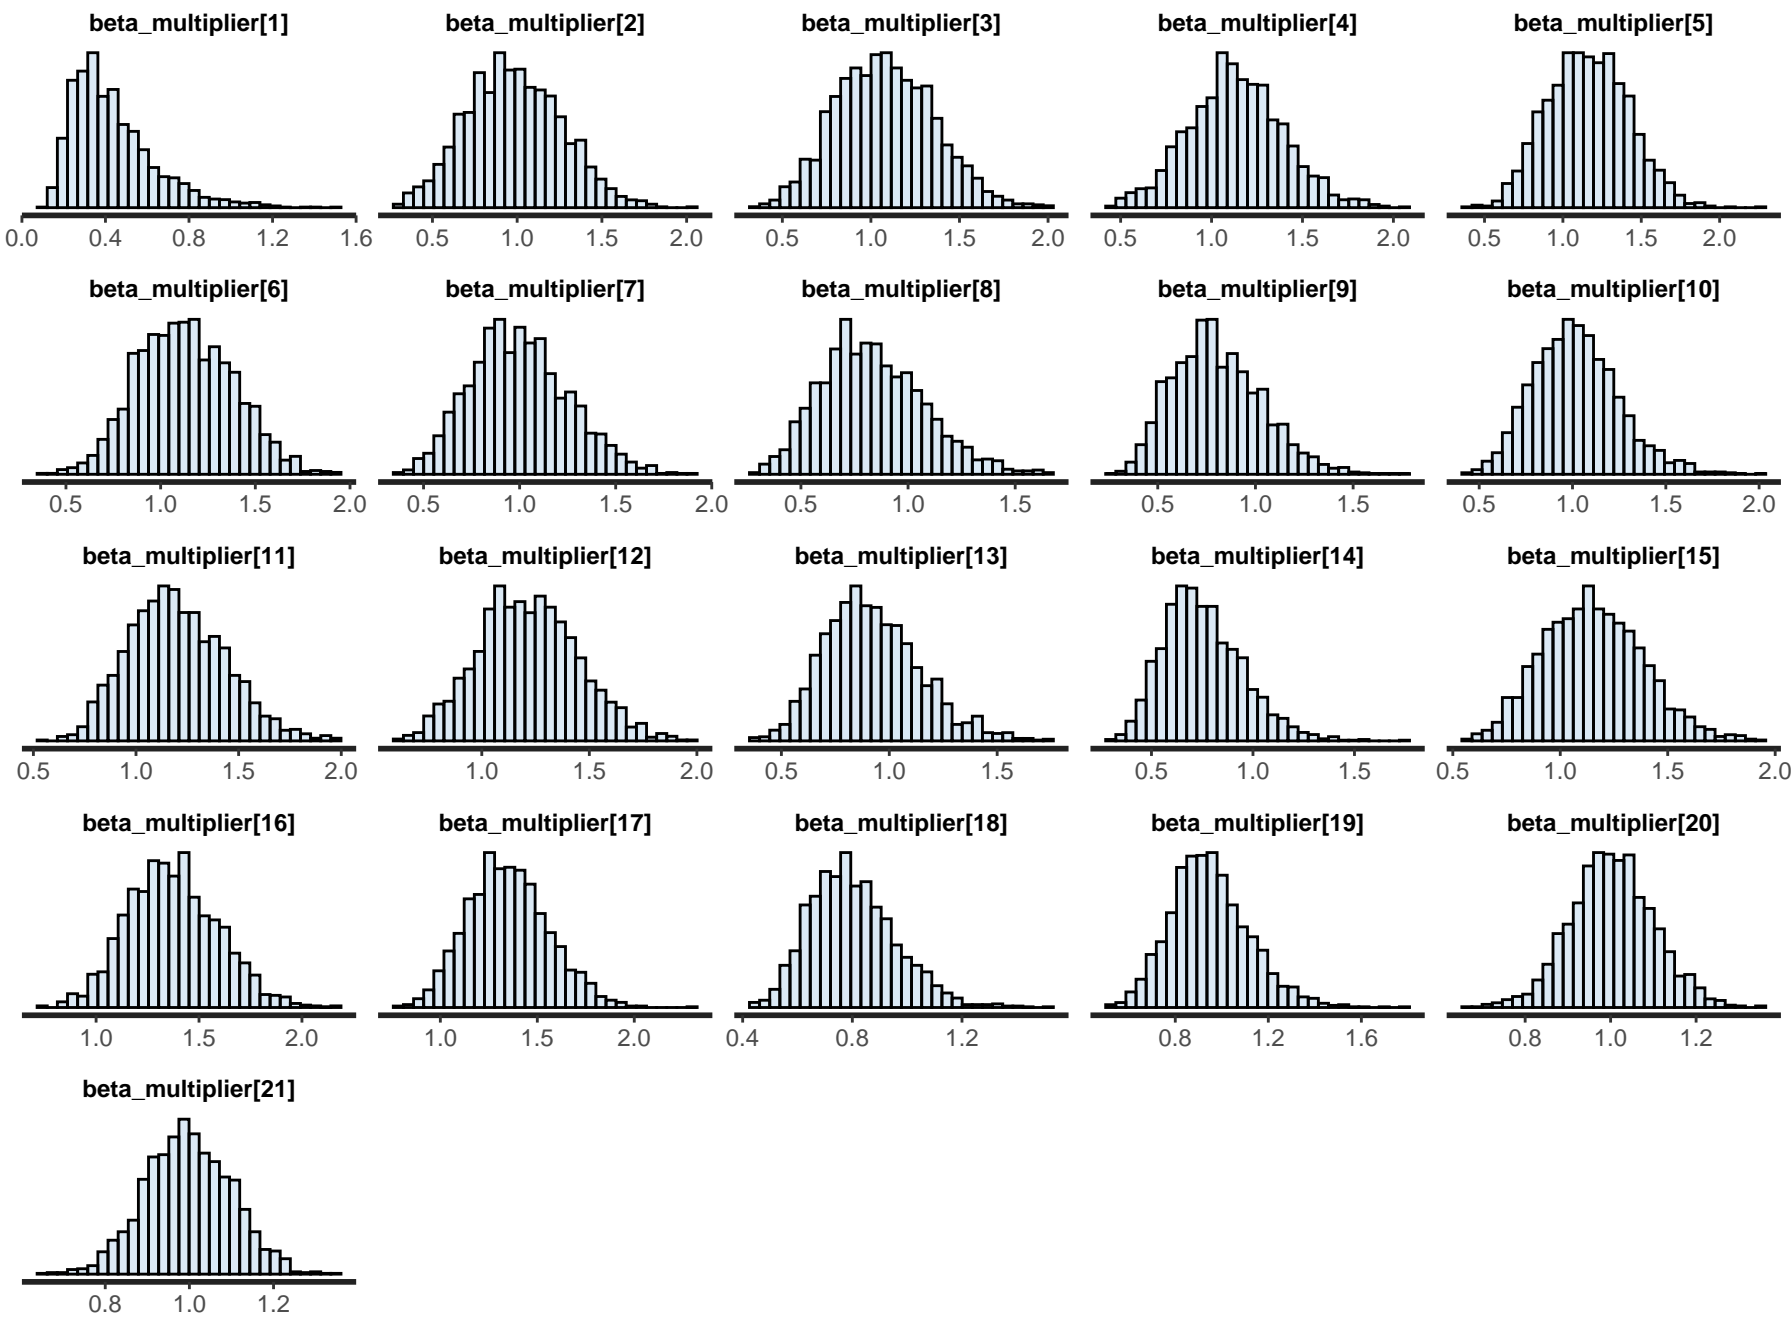 beta_multiplier[1] beta_multiplier[2] beta_multiplier[3] beta_multiplier[4] beta_multiplier[5]
0.0 0.4 0.8 1.2 1.6 0.5 1.0 1.5 2.0 0.5 1.0 1.5 2.0 0.5 1.0 1.5 2.0 0.5 1.0 1.5 2.0
beta_multiplier[6] beta_multiplier[7] beta_multiplier[8] beta_multiplier[9] beta_multiplier[10]
0.5 1.0 1.5 2.0 0.5 1.0 1.5 2.0 0.5 1.0 1.5 0.5 1.0 1.5 0.5 1.0 1.5 2.0
beta_multiplier[11] beta_multiplier[12] beta_multiplier[13] beta_multiplier[14] beta_multiplier[15]
0.5 1.0 1.5 2.0 1.0 1.5 2.0 0.5 1.0 1.5 0.5 1.0 1.5 0.5 1.0 1.5 2.0
beta_multiplier[16] beta_multiplier[17] beta_multiplier[18] beta_multiplier[19] beta_multiplier[20]
1.0 1.5 2.0 1.0 1.5 2.0 0.4 0.8 1.2 0.8 1.2 1.6 0.8 1.0 1.2
beta_multiplier[21]
0.8 1.0 1.2